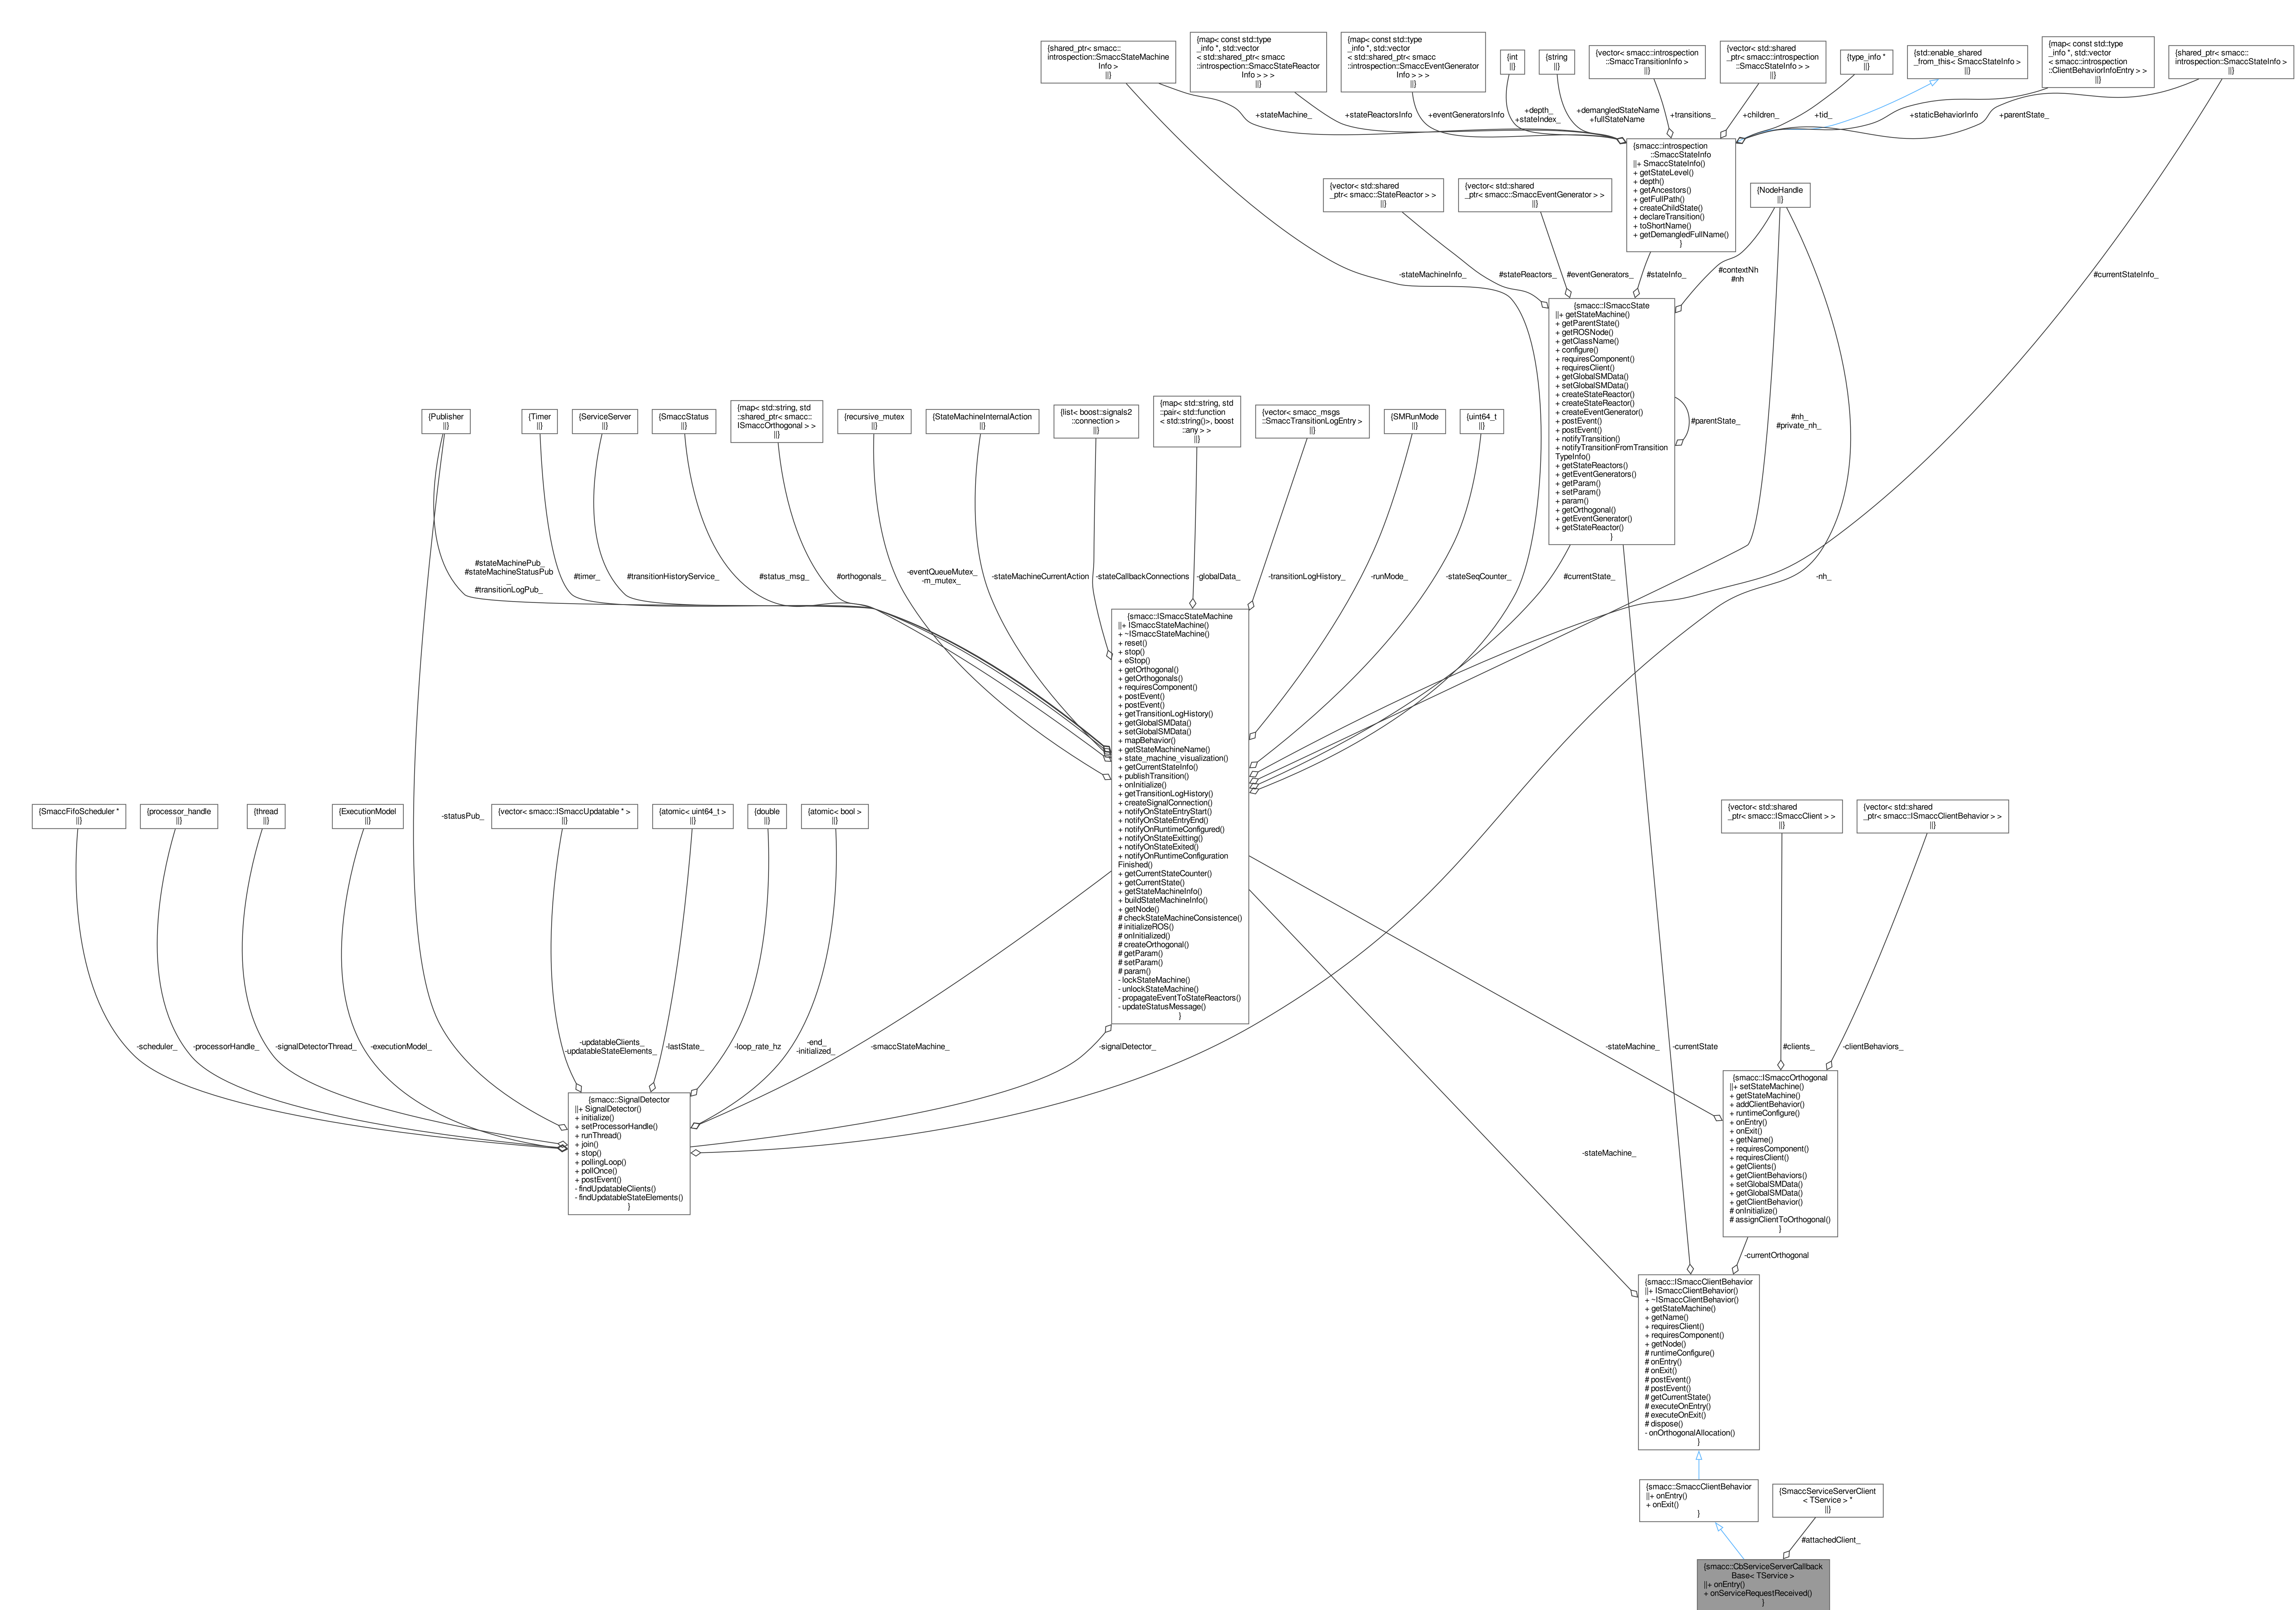 {shared_ptr< smacc::
introspection::SmaccStateMachine
Info >
||}
{map< const std::type
_info *, std::vector
< std::shared_ptr< smacc
::introspection::SmaccStateReactor
Info > > >
||}
{map< const std::type
_info *, std::vector
< std::shared_ptr< smacc
::introspection::SmaccEventGenerator
Info > > >
||}
{int
||}
{string
||}
{vector< smacc::introspection
::SmaccTransitionInfo >
||}
{vector< std::shared
_ptr< smacc::introspection
::SmaccStateInfo > >
||}
{type_info *
||}
{std::enable_shared
_from_this< SmaccStateInfo >
||}
{map< const std::type
_info *, std::vector
< smacc::introspection
::ClientBehaviorInfoEntry > >
||}
{shared_ptr< smacc::
introspection::SmaccStateInfo >
||}
+stateMachine_
+stateReactorsInfo
+eventGeneratorsInfo
+depth_
+stateIndex_
+demangledStateName
+fullStateName
+transitions_
+children_
+tid_
+staticBehaviorInfo
+parentState_
{smacc::introspection
::SmaccStateInfo
||+ SmaccStateInfo()
+ getStateLevel()
+ depth()
+ getAncestors()
+ getFullPath()
+ createChildState()
+ declareTransition()
+ toShortName()
+ getDemangledFullName()
}
{vector< std::shared
_ptr< smacc::StateReactor > >
||}
{vector< std::shared
_ptr< smacc::SmaccEventGenerator > >
||}
{NodeHandle
||}
-stateMachineInfo_
#stateReactors_
#eventGenerators_
#stateInfo_
#contextNh
#nh
#currentStateInfo_
{smacc::ISmaccState
||+ getStateMachine()
+ getParentState()
+ getROSNode()
+ getClassName()
+ configure()
+ requiresComponent()
+ requiresClient()
+ getGlobalSMData()
+ setGlobalSMData()
+ createStateReactor()
+ createStateReactor()
+ createEventGenerator()
+ postEvent()
+ postEvent()
+ notifyTransition()
+ notifyTransitionFromTransition
TypeInfo()
+ getStateReactors()
+ getEventGenerators()
+ getParam()
+ setParam()
+ param()
+ getOrthogonal()
+ getEventGenerator()
+ getStateReactor()
}
#parentState_
#nh_
#private_nh_
{Publisher
||}
{Timer
||}
{ServiceServer
||}
{SmaccStatus
||}
{map< std::string, std
::shared_ptr< smacc::
ISmaccOrthogonal > >
||}
{recursive_mutex
||}
{StateMachineInternalAction
||}
{list< boost::signals2
::connection >
||}
{map< std::string, std
::pair< std::function
< std::string()>, boost
::any > >
||}
{vector< smacc_msgs
::SmaccTransitionLogEntry >
||}
{SMRunMode
||}
{uint64_t
||}
#stateMachinePub_
#stateMachineStatusPub
_
#transitionLogPub_
#timer_
#transitionHistoryService_
#status_msg_
#orthogonals_
-eventQueueMutex_
-m_mutex_
-stateMachineCurrentAction
-stateCallbackConnections
-globalData_
-transitionLogHistory_
-runMode_
-stateSeqCounter_
#currentState_
-nh_
{smacc::ISmaccStateMachine
||+ ISmaccStateMachine()
+ ~ISmaccStateMachine()
+ reset()
+ stop()
+ eStop()
+ getOrthogonal()
+ getOrthogonals()
+ requiresComponent()
+ postEvent()
+ postEvent()
+ getTransitionLogHistory()
+ getGlobalSMData()
+ setGlobalSMData()
+ mapBehavior()
+ getStateMachineName()
+ state_machine_visualization()
+ getCurrentStateInfo()
+ publishTransition()
+ onInitialize()
+ getTransitionLogHistory()
+ createSignalConnection()
+ notifyOnStateEntryStart()
+ notifyOnStateEntryEnd()
+ notifyOnRuntimeConfigured()
+ notifyOnStateExitting()
+ notifyOnStateExited()
+ notifyOnRuntimeConfiguration
Finished()
+ getCurrentStateCounter()
+ getCurrentState()
+ getStateMachineInfo()
+ buildStateMachineInfo()
+ getNode()
# checkStateMachineConsistence()
# initializeROS()
# onInitialized()
# createOrthogonal()
# getParam()
# setParam()
# param()
- lockStateMachine()
- unlockStateMachine()
- propagateEventToStateReactors()
- updateStatusMessage()
}
{SmaccFifoScheduler *
||}
{processor_handle
||}
{thread
||}
{ExecutionModel
||}
-statusPub_
{vector< smacc::ISmaccUpdatable * >
||}
{atomic< uint64_t >
||}
{double
||}
{atomic< bool >
||}
{vector< std::shared
_ptr< smacc::ISmaccClient > >
||}
{vector< std::shared
_ptr< smacc::ISmaccClientBehavior > >
||}
-scheduler_
-processorHandle_
-signalDetectorThread_
-executionModel_
-updatableClients_
-updatableStateElements_
-lastState_
-loop_rate_hz
-end_
-initialized_
-smaccStateMachine_
-signalDetector_
-stateMachine_
-currentState
#clients_
-clientBehaviors_
{smacc::SignalDetector
||+ SignalDetector()
+ initialize()
+ setProcessorHandle()
+ runThread()
+ join()
+ stop()
+ pollingLoop()
+ pollOnce()
+ postEvent()
- findUpdatableClients()
- findUpdatableStateElements()
}
{smacc::ISmaccOrthogonal
||+ setStateMachine()
+ getStateMachine()
+ addClientBehavior()
+ runtimeConfigure()
+ onEntry()
+ onExit()
+ getName()
+ requiresComponent()
+ requiresClient()
+ getClients()
+ getClientBehaviors()
+ setGlobalSMData()
+ getGlobalSMData()
+ getClientBehavior()
# onInitialize()
# assignClientToOrthogonal()
}
-stateMachine_
-currentOrthogonal
{smacc::ISmaccClientBehavior
||+ ISmaccClientBehavior()
+ ~ISmaccClientBehavior()
+ getStateMachine()
+ getName()
+ requiresClient()
+ requiresComponent()
+ getNode()
# runtimeConfigure()
# onEntry()
# onExit()
# postEvent()
# postEvent()
# getCurrentState()
# executeOnEntry()
# executeOnExit()
# dispose()
- onOrthogonalAllocation()
}
{smacc::SmaccClientBehavior
||+ onEntry()
+ onExit()
}
{SmaccServiceServerClient
< TService > *
||}
#attachedClient_
{smacc::CbServiceServerCallback
Base< TService >
||+ onEntry()
+ onServiceRequestReceived()
}